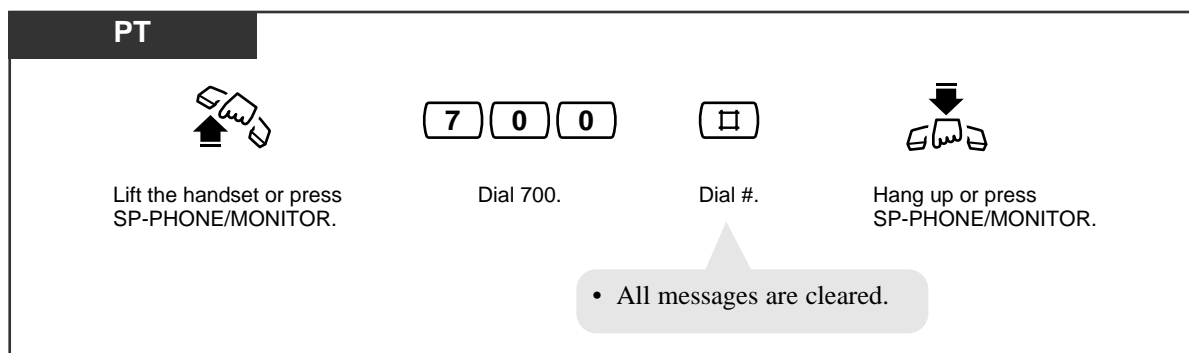 PT
7 0 0 #
Lift the handset or press
SP-PHONE/MONITOR.
Dial 700.
Dial #.
Hang up or press
SP-PHONE/MONITOR.
• All messages are cleared.